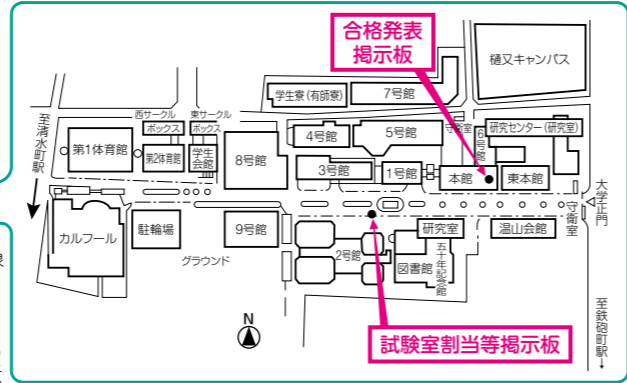 合格発表
掲示板
樋又キャンパス
学生寮(有師寮)
7号館
西サークル
ボックス
東サークル
ボックス
4号館
5号館
守衛室
6号館
研究センター(研究室)
至清水町駅
第1体育館
第2体育館
学生
会館
8号館
3号館
1号館
本館
東本館
大学正門
守衛室
カルフール
駐輪場
9号館
グラウンド
2号館
研究室
図書館
五十年記念館
温山会館
N
試験室割当等掲示板
至鉄砲町駅→